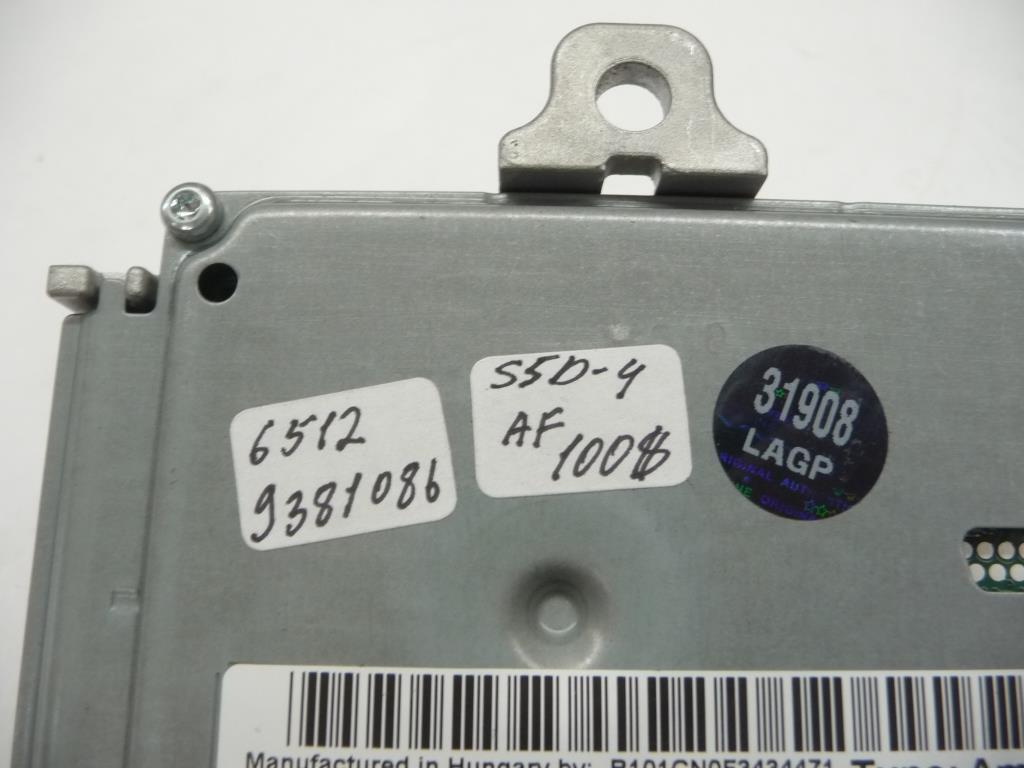 6512
9381086
S5D-4
AF
100$
31908
LAGP
Manufactured in Hungary by: